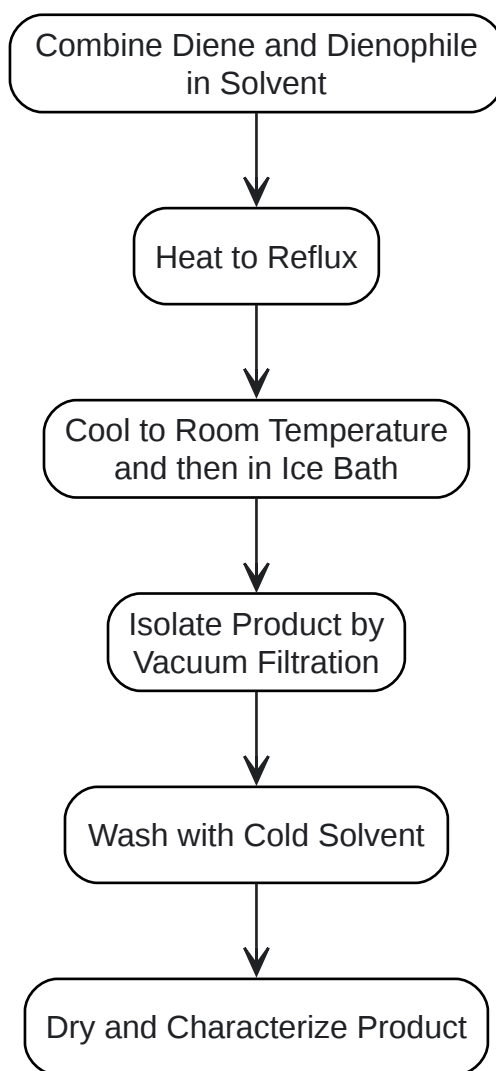 Combine Diene and Dienophile
in Solvent
Heat to Reflux
Cool to Room Temperature
and then in Ice Bath
Isolate Product by
Vacuum Filtration
Wash with Cold Solvent
Dry and Characterize Product